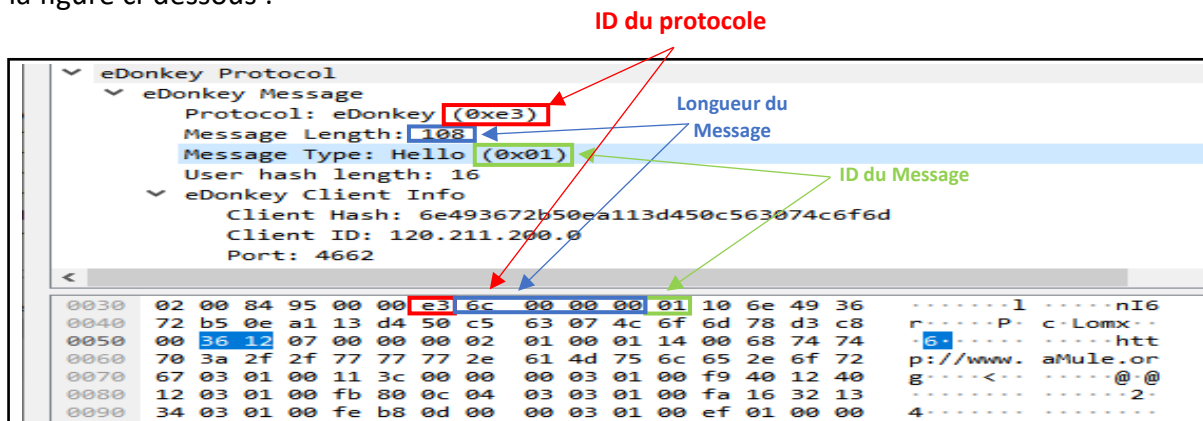 la figure ci-dessous :
ID du protocole
eDonkey Protocol
eDonkey Message
Protocol: eDonkey (0xe3)
Message Length: 108
Message Type: Hello (0x01)
User hash length: 16
eDonkey Client Info
Client Hash: 6e493672b50ea113d450c563074c6f6d
Client ID: 120.211.200.0
Port: 4662
Longueur du
Message
ID du Message
<
0030 02 00 84 95 00 00 e3 6c 00 00 00 01 10 6e 49 36 ·······l ·····nI6
0040 72 b5 0e a1 13 d4 50 c5 63 07 4c 6f 6d 78 d3 c8 r·····P· c·Lomx··
0050 00 36 12 07 00 00 00 02 01 00 01 14 00 68 74 74 ·6······ ·····htt
0060 70 3a 2f 2f 77 77 77 2e 61 4d 75 6c 65 2e 6f 72 p://www. aMule.or
0070 67 03 01 00 11 3c 00 00 00 03 01 00 f9 40 12 40 g····<·· ·····@·@
0080 12 03 01 00 fb 80 0c 04 03 03 01 00 fa 16 32 13 ········ ······2·
0090 34 03 01 00 fe b8 0d 00 00 03 01 00 ef 01 00 00 4······· ········